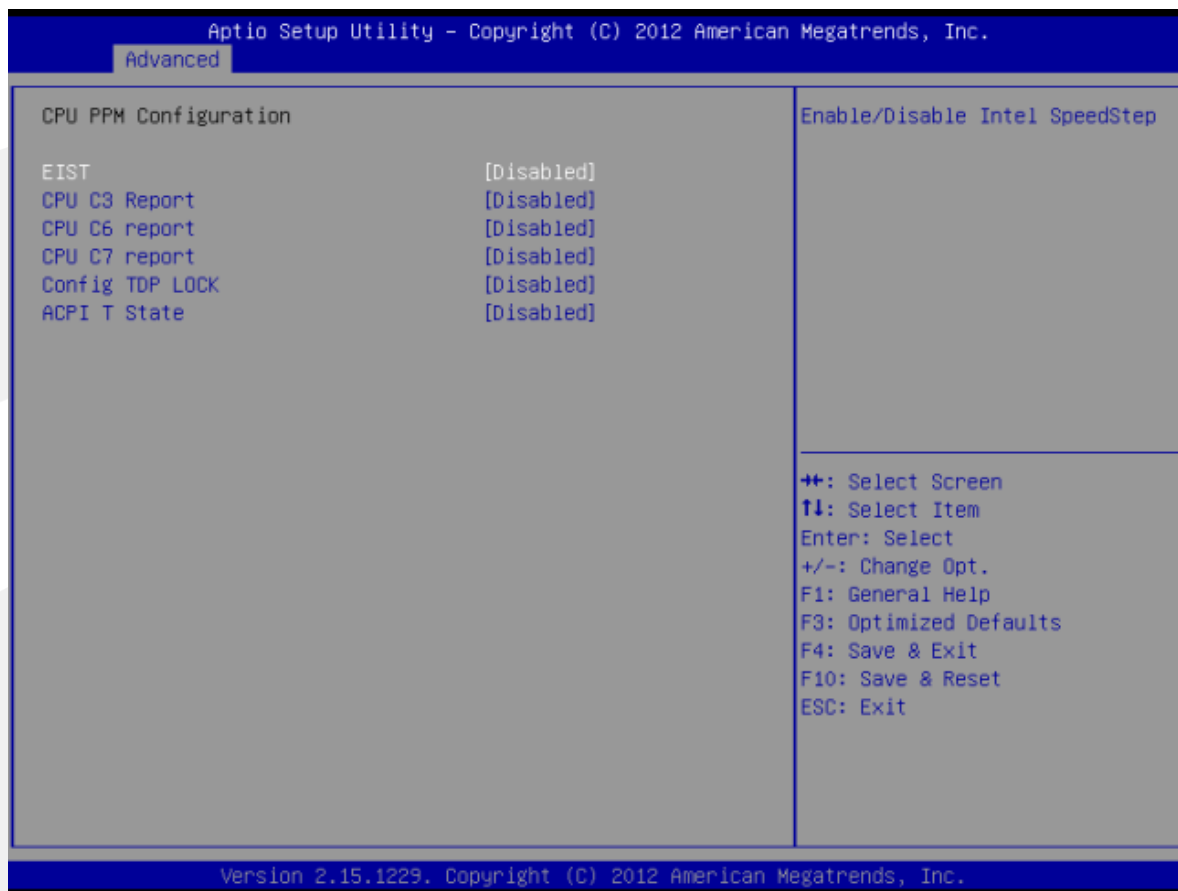 Aptio Setup Utility – Copyright (C) 2012 American Megatrends, Inc.
Advanced
CPU PPM Configuration
EIST [Disabled]
CPU C3 Report [Disabled]
CPU C6 report [Disabled]
CPU C7 report [Disabled]
Config TDP LOCK [Disabled]
ACPI T State [Disabled]
Enable/Disable Intel SpeedStep
→←: Select Screen
↑↓: Select Item
Enter: Select
+/-: Change Opt.
F1: General Help
F3: Optimized Defaults
F4: Save & Exit
F10: Save & Reset
ESC: Exit
Version 2.15.1229. Copyright (C) 2012 American Megatrends, Inc.